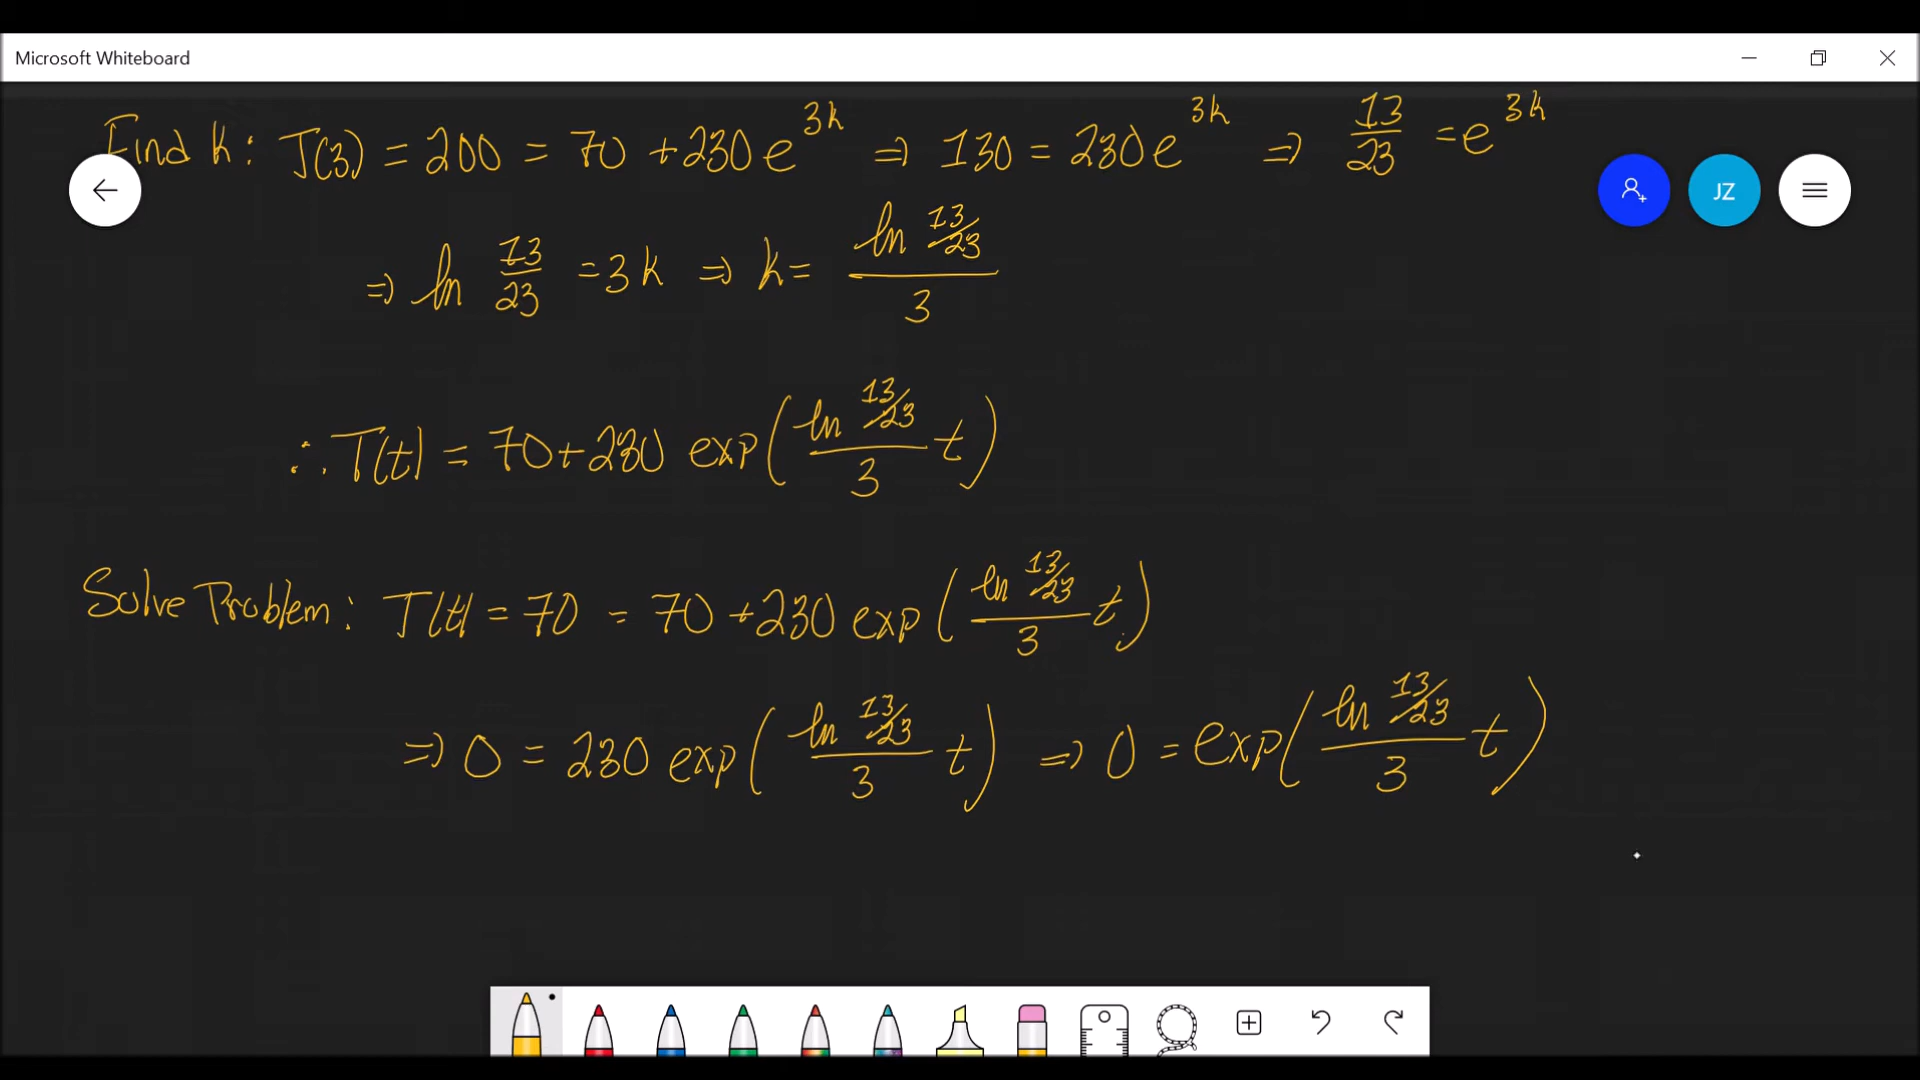 Microsoft Whiteboard
Find k: T(3) = 200 = 70 + 230 e^{3k} ⇒ 130 = 230 e^{3k} ⇒ 13/23 = e^{3k}
JZ
⇒ ln 13/23 = 3k ⇒ k = (ln 13/23)/3
∴ T(t) = 70 + 230 exp((ln 13/23)/3 t)
Solve Problem: T(t) = 70 = 70 + 230 exp((ln 13/23)/3 t)
⇒ 0 = 230 exp((ln 13/23)/3 t) ⇒ 0 = exp((ln 13/23)/3 t)